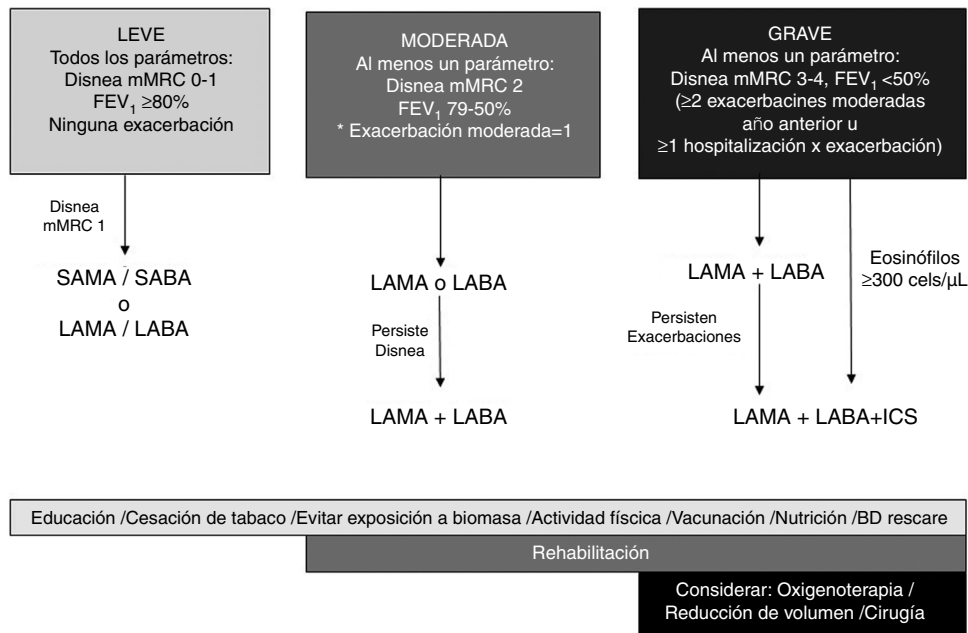 LEVE
Todos los parámetros:
Disnea mMRC 0-1
FEV1 ≥80%
Ninguna exacerbación
MODERADA
Al menos un parámetro:
Disnea mMRC 2
FEV1 79-50%
* Exacerbación moderada=1
GRAVE
Al menos un parámetro:
Disnea mMRC 3-4, FEV1 <50%
(≥2 exacerbacines moderadas
año anterior u
≥1 hospitalización x exacerbación)
Disnea
mMRC 1
SAMA / SABA
o
LAMA / LABA
LAMA o LABA
Persiste
Disnea
LAMA + LABA
LAMA + LABA
Eosinófilos
≥300 cels/µL
Persisten
Exacerbaciones
LAMA + LABA+ICS
Educación /Cesación de tabaco /Evitar exposición a biomasa /Actividad físcica /Vacunación /Nutrición /BD rescare
Rehabilitación
Considerar: Oxigenoterapia /
Reducción de volumen /Cirugía